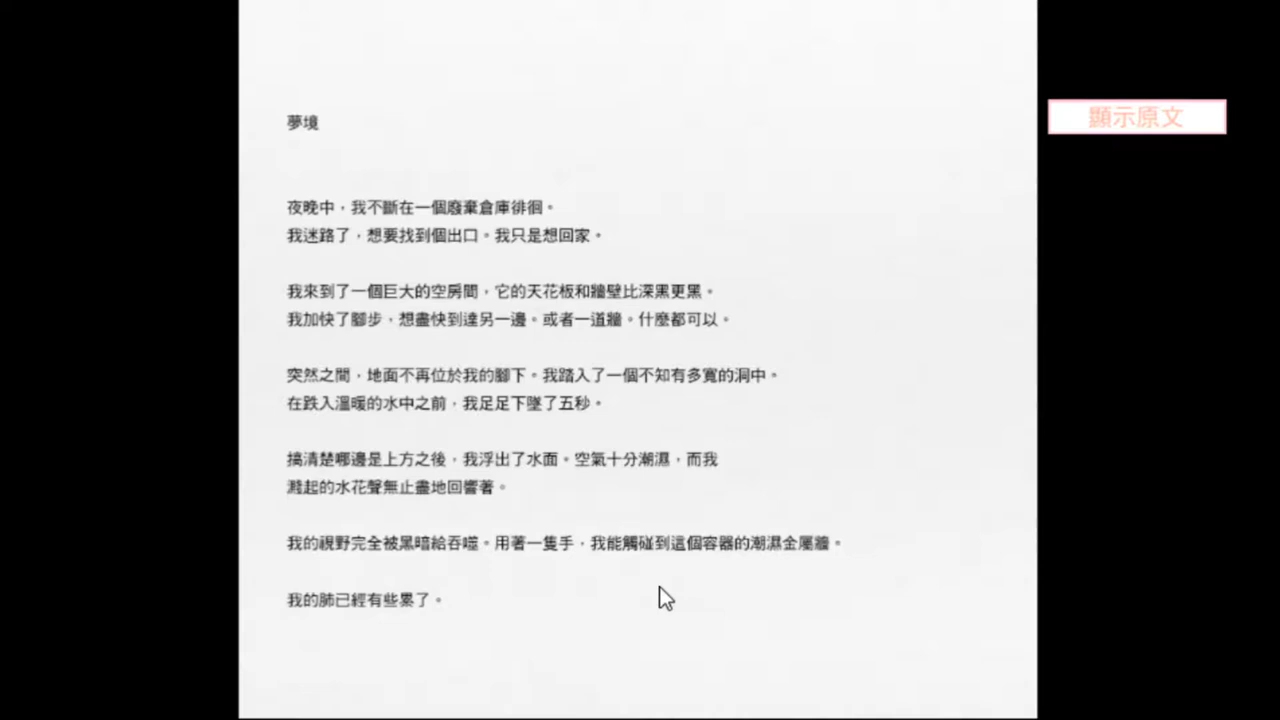 夢境
顯示原文
夜晚中，我不斷在一個廢棄倉庫徘徊。
我迷路了，想要找到個出口。我只是想回家。
我來到了一個巨大的空房間，它的天花板和牆壁比深黑更黑。
我加快了腳步，想盡快到達另一邊。或者一道牆。什麼都可以。
突然之間，地面不再位於我的腳下。我踏入了一個不知有多寬的洞中。
在跌入溫暖的水中之前，我足足下墜了五秒。
搞清楚哪邊是上方之後，我浮出了水面。空氣十分潮濕，而我
濺起的水花聲無止盡地回響著。
我的視野完全被黑暗給吞噬。用著一隻手，我能觸碰到這個容器的潮濕金屬牆。
我的肺已經有些累了。